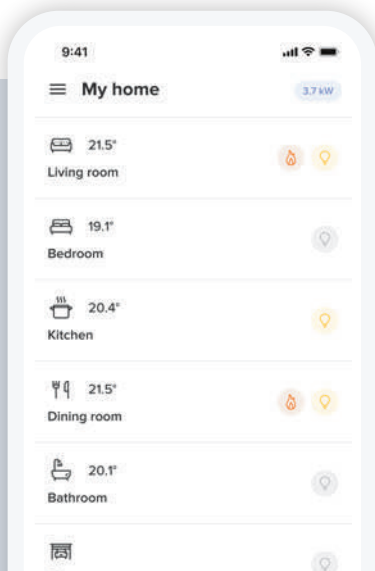 9:41
My home
3.7 kW
21.5°
Living room
19.1°
Bedroom
20.4°
Kitchen
21.5°
Dining room
20.1°
Bathroom